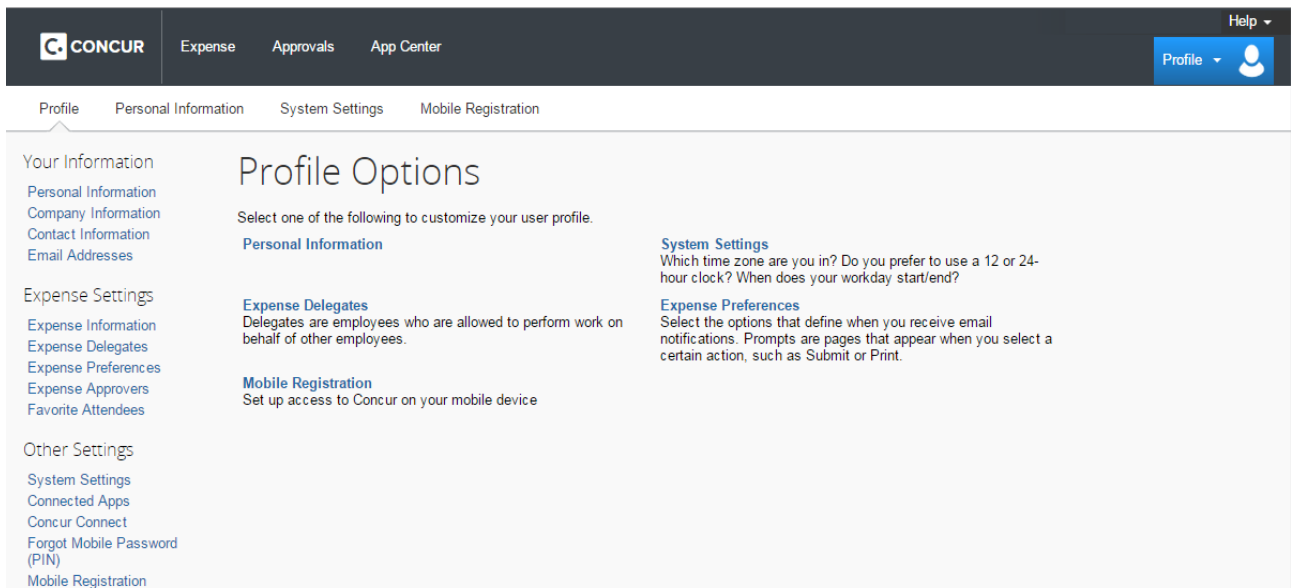 Help
C. CONCUR Expense Approvals App Center
Profile
Profile Personal Information System Settings Mobile Registration
Your Information
Personal Information
Company Information
Contact Information
Email Addresses
Expense Settings
Expense Information
Expense Delegates
Expense Preferences
Expense Approvers
Favorite Attendees
Other Settings
System Settings
Connected Apps
Concur Connect
Forgot Mobile Password
(PIN)
Mobile Registration
Profile Options
Select one of the following to customize your user profile.
Personal Information
System Settings
Which time zone are you in? Do you prefer to use a 12 or 24-
hour clock? When does your workday start/end?
Expense Delegates
Delegates are employees who are allowed to perform work on
behalf of other employees.
Expense Preferences
Select the options that define when you receive email
notifications. Prompts are pages that appear when you select a
certain action, such as Submit or Print.
Mobile Registration
Set up access to Concur on your mobile device